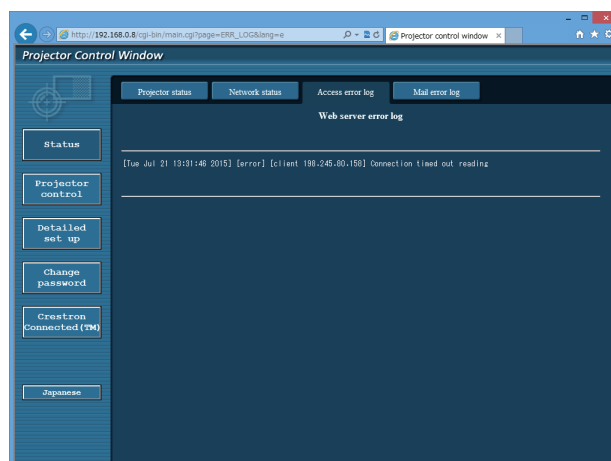 http://192.168.0.8/cgi-bin/main.cgi?page=ERR_LOG&lang=e
Projector control window
Projector Control Window
Projector status
Network status
Access error log
Mail error log
Web server error log
[Tue Jul 21 13:31:46 2015] [error] [client 198.245.80.158] Connection timed out reading
Status
Projector
control
Detailed
set up
Change
password
Crestron
Connected(TM)
Japanese